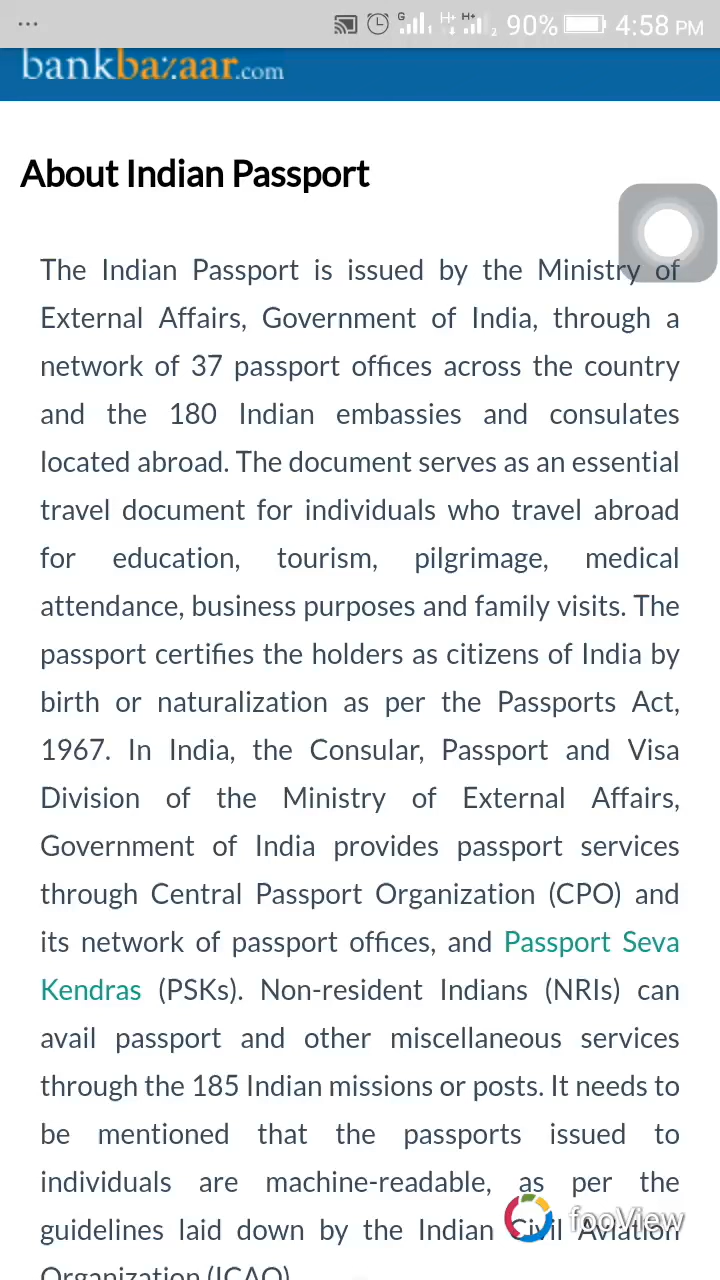 ... G H+ H+ 2 90% 4:58 PM
bankbazaar.com
About Indian Passport
The Indian Passport is issued by the Ministry of
External Affairs, Government of India, through a
network of 37 passport offices across the country
and the 180 Indian embassies and consulates
located abroad. The document serves as an essential
travel document for individuals who travel abroad
for education, tourism, pilgrimage, medical
attendance, business purposes and family visits. The
passport certifies the holders as citizens of India by
birth or naturalization as per the Passports Act,
1967. In India, the Consular, Passport and Visa
Division of the Ministry of External Affairs,
Government of India provides passport services
through Central Passport Organization (CPO) and
its network of passport offices, and Passport Seva
Kendras (PSKs). Non-resident Indians (NRIs) can
avail passport and other miscellaneous services
through the 185 Indian missions or posts. It needs to
be mentioned that the passports issued to
individuals are machine-readable, as per the
guidelines laid down by the Indian Civil Aviation
fooView
Organization (ICAO)